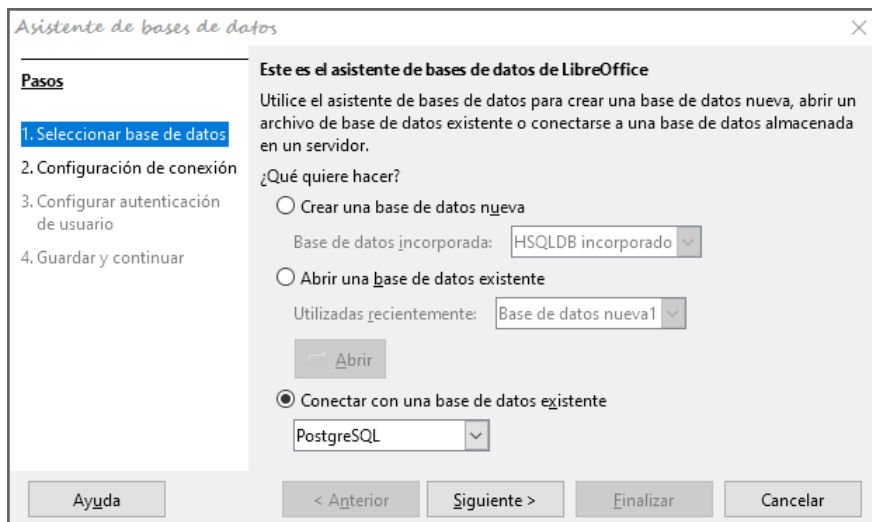 Asistente de bases de datos
Pasos
1. Seleccionar base de datos
2. Configuración de conexión
3. Configurar autenticación
de usuario
4. Guardar y continuar
Este es el asistente de bases de datos de LibreOffice
Utilice el asistente de bases de datos para crear una base de datos nueva, abrir un
archivo de base de datos existente o conectarse a una base de datos almacenada
en un servidor.
¿Qué quiere hacer?
Crear una base de datos nueva
Base de datos incorporada: HSQLDB incorporado
Abrir una base de datos existente
Utilizadas recientemente: Base de datos nueva1
Abrir
Conectar con una base de datos existente
PostgreSQL
Ayuda < Anterior Siguiente > Finalizar Cancelar